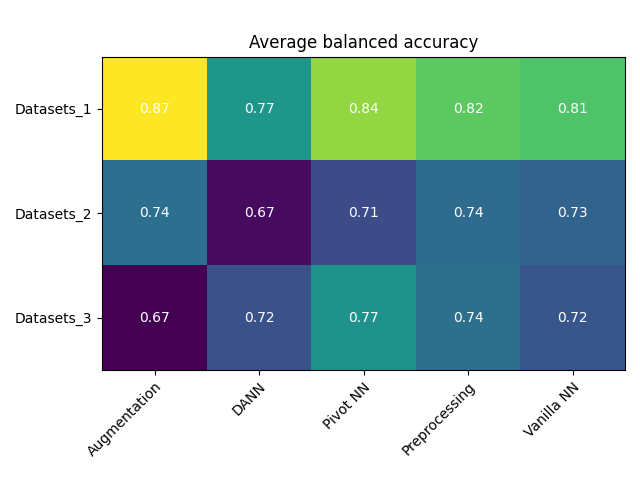 Average balanced accuracy
Datasets_1
0.87 0.77 0.84 0.82 0.81
Datasets_2
0.74 0.67 0.71 0.74 0.73
Datasets_3
0.67 0.72 0.77 0.74 0.72
Augmentation
DANN
Pivot NN
Preprocessing
Vanilla NN